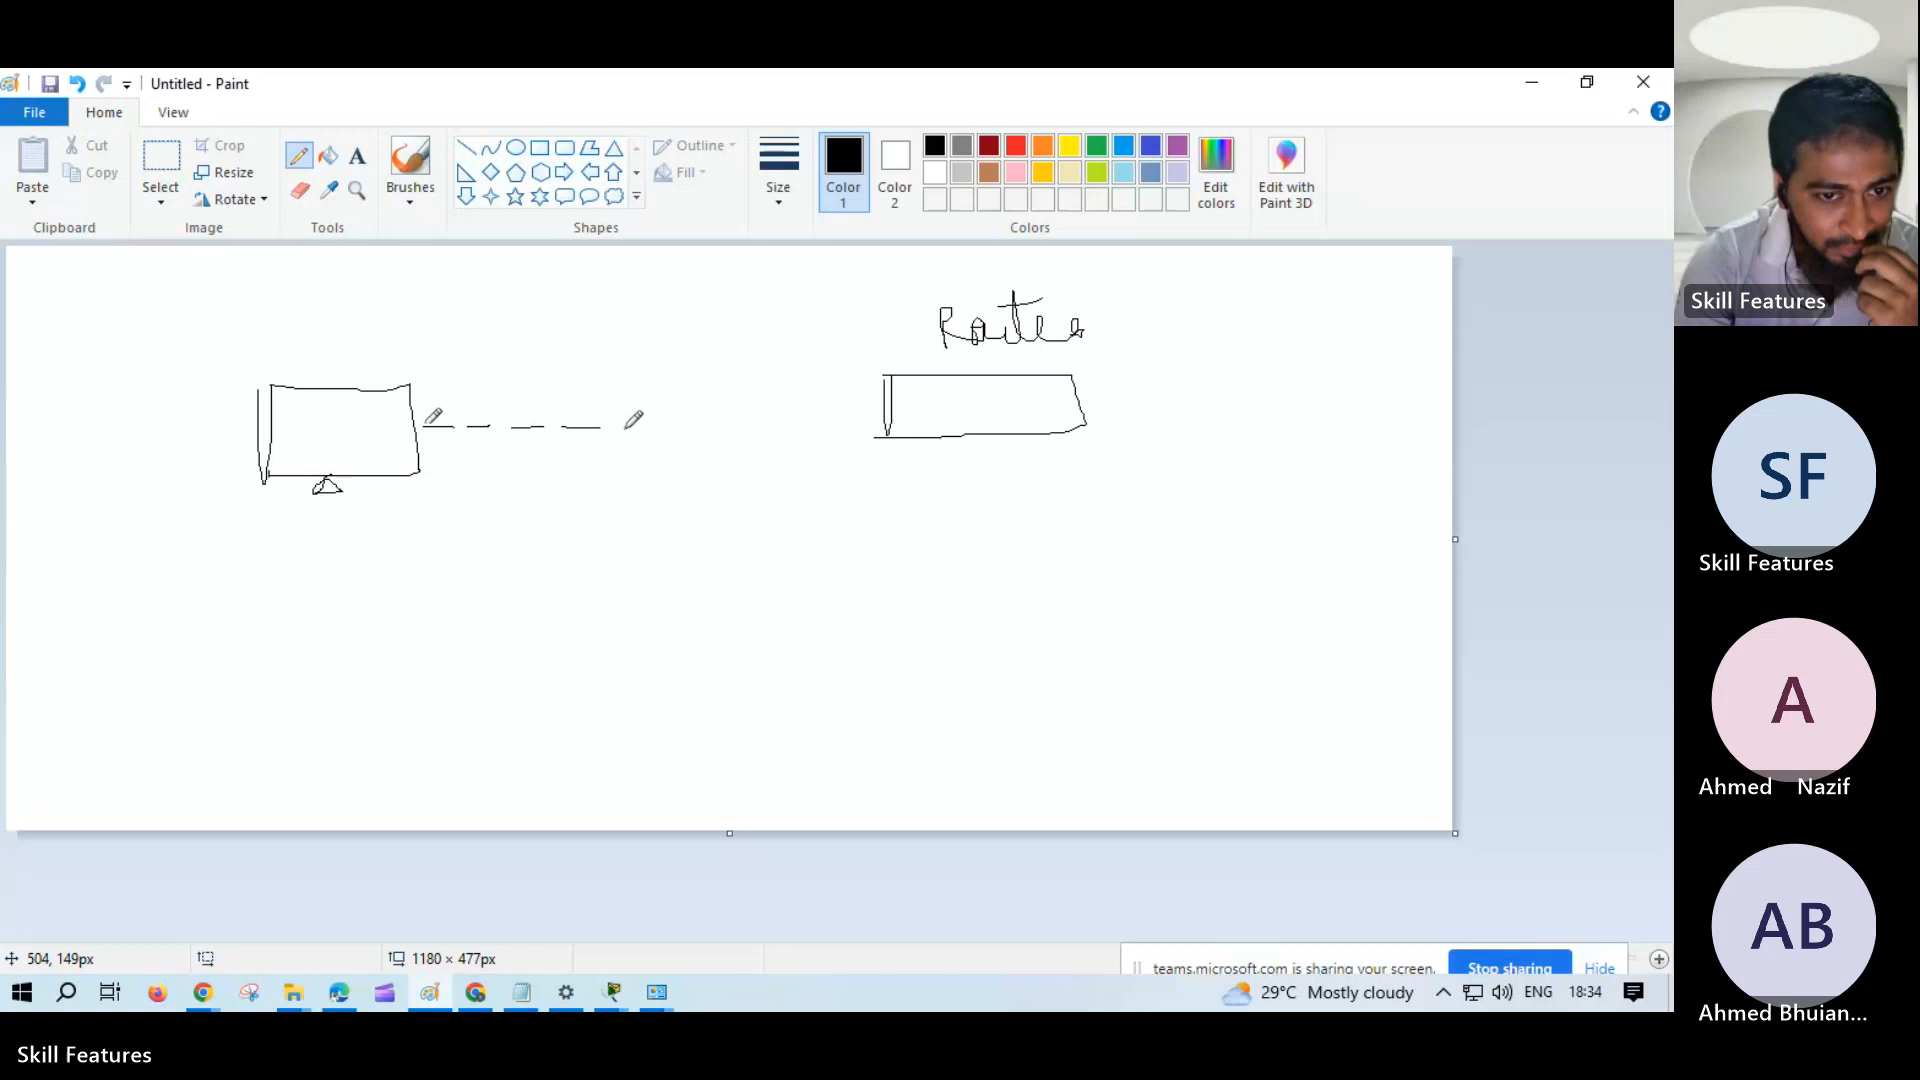 Untitled - Paint
File Home View
Cut
Copy
Paste
Clipboard
Crop
Resize
Rotate
Select
Image
A
Tools
Brushes
Outline
Fill
Shapes
Size
Color
1
Color
2
Edit
colors
Colors
Edit with
Paint 3D
?
Skill Features
Router
SF
Skill Features
A
Ahmed Nazif
AB
Ahmed Bhuian...
504, 149px
1180 × 477px
teams.microsoft.com is sharing your screen.
Stop sharing
Hide
29°C Mostly cloudy
ENG
18:34
Skill Features